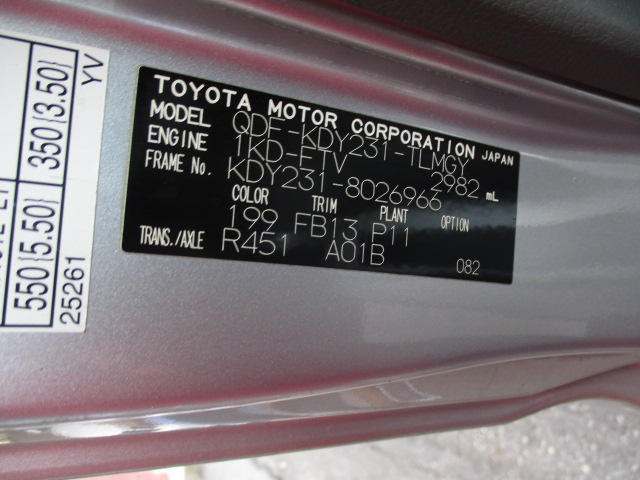 TOYOTA MOTOR CORPORATION JAPAN
MODEL QDF-KDY231-TLMGY
ENGINE 1KD-FTV 2982 mL
FRAME No. KDY231-8026966
COLOR TRIM PLANT OPTION
199 FB13 P11
TRANS./AXLE R451 A01B 082
550{5.50} 350{3.50}
25261 YV